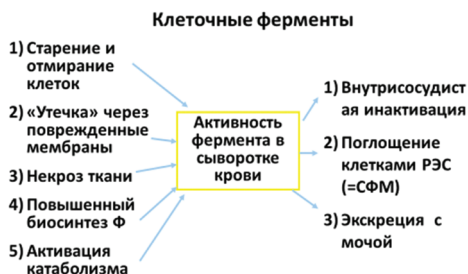 Клеточные ферменты
1) Старение и
отмирание
клеток
2) «Утечка» через
поврежденные
мембраны
3) Некроз ткани
4) Повышенный
биосинтез Ф
5) Активация
катаболизма
Активность
фермента в
сыворотке
крови
1) Внутрисосудист
ая инактивация
2) Поглощение
клетками РЭС
(=СФМ)
3) Экскреция с
мочой